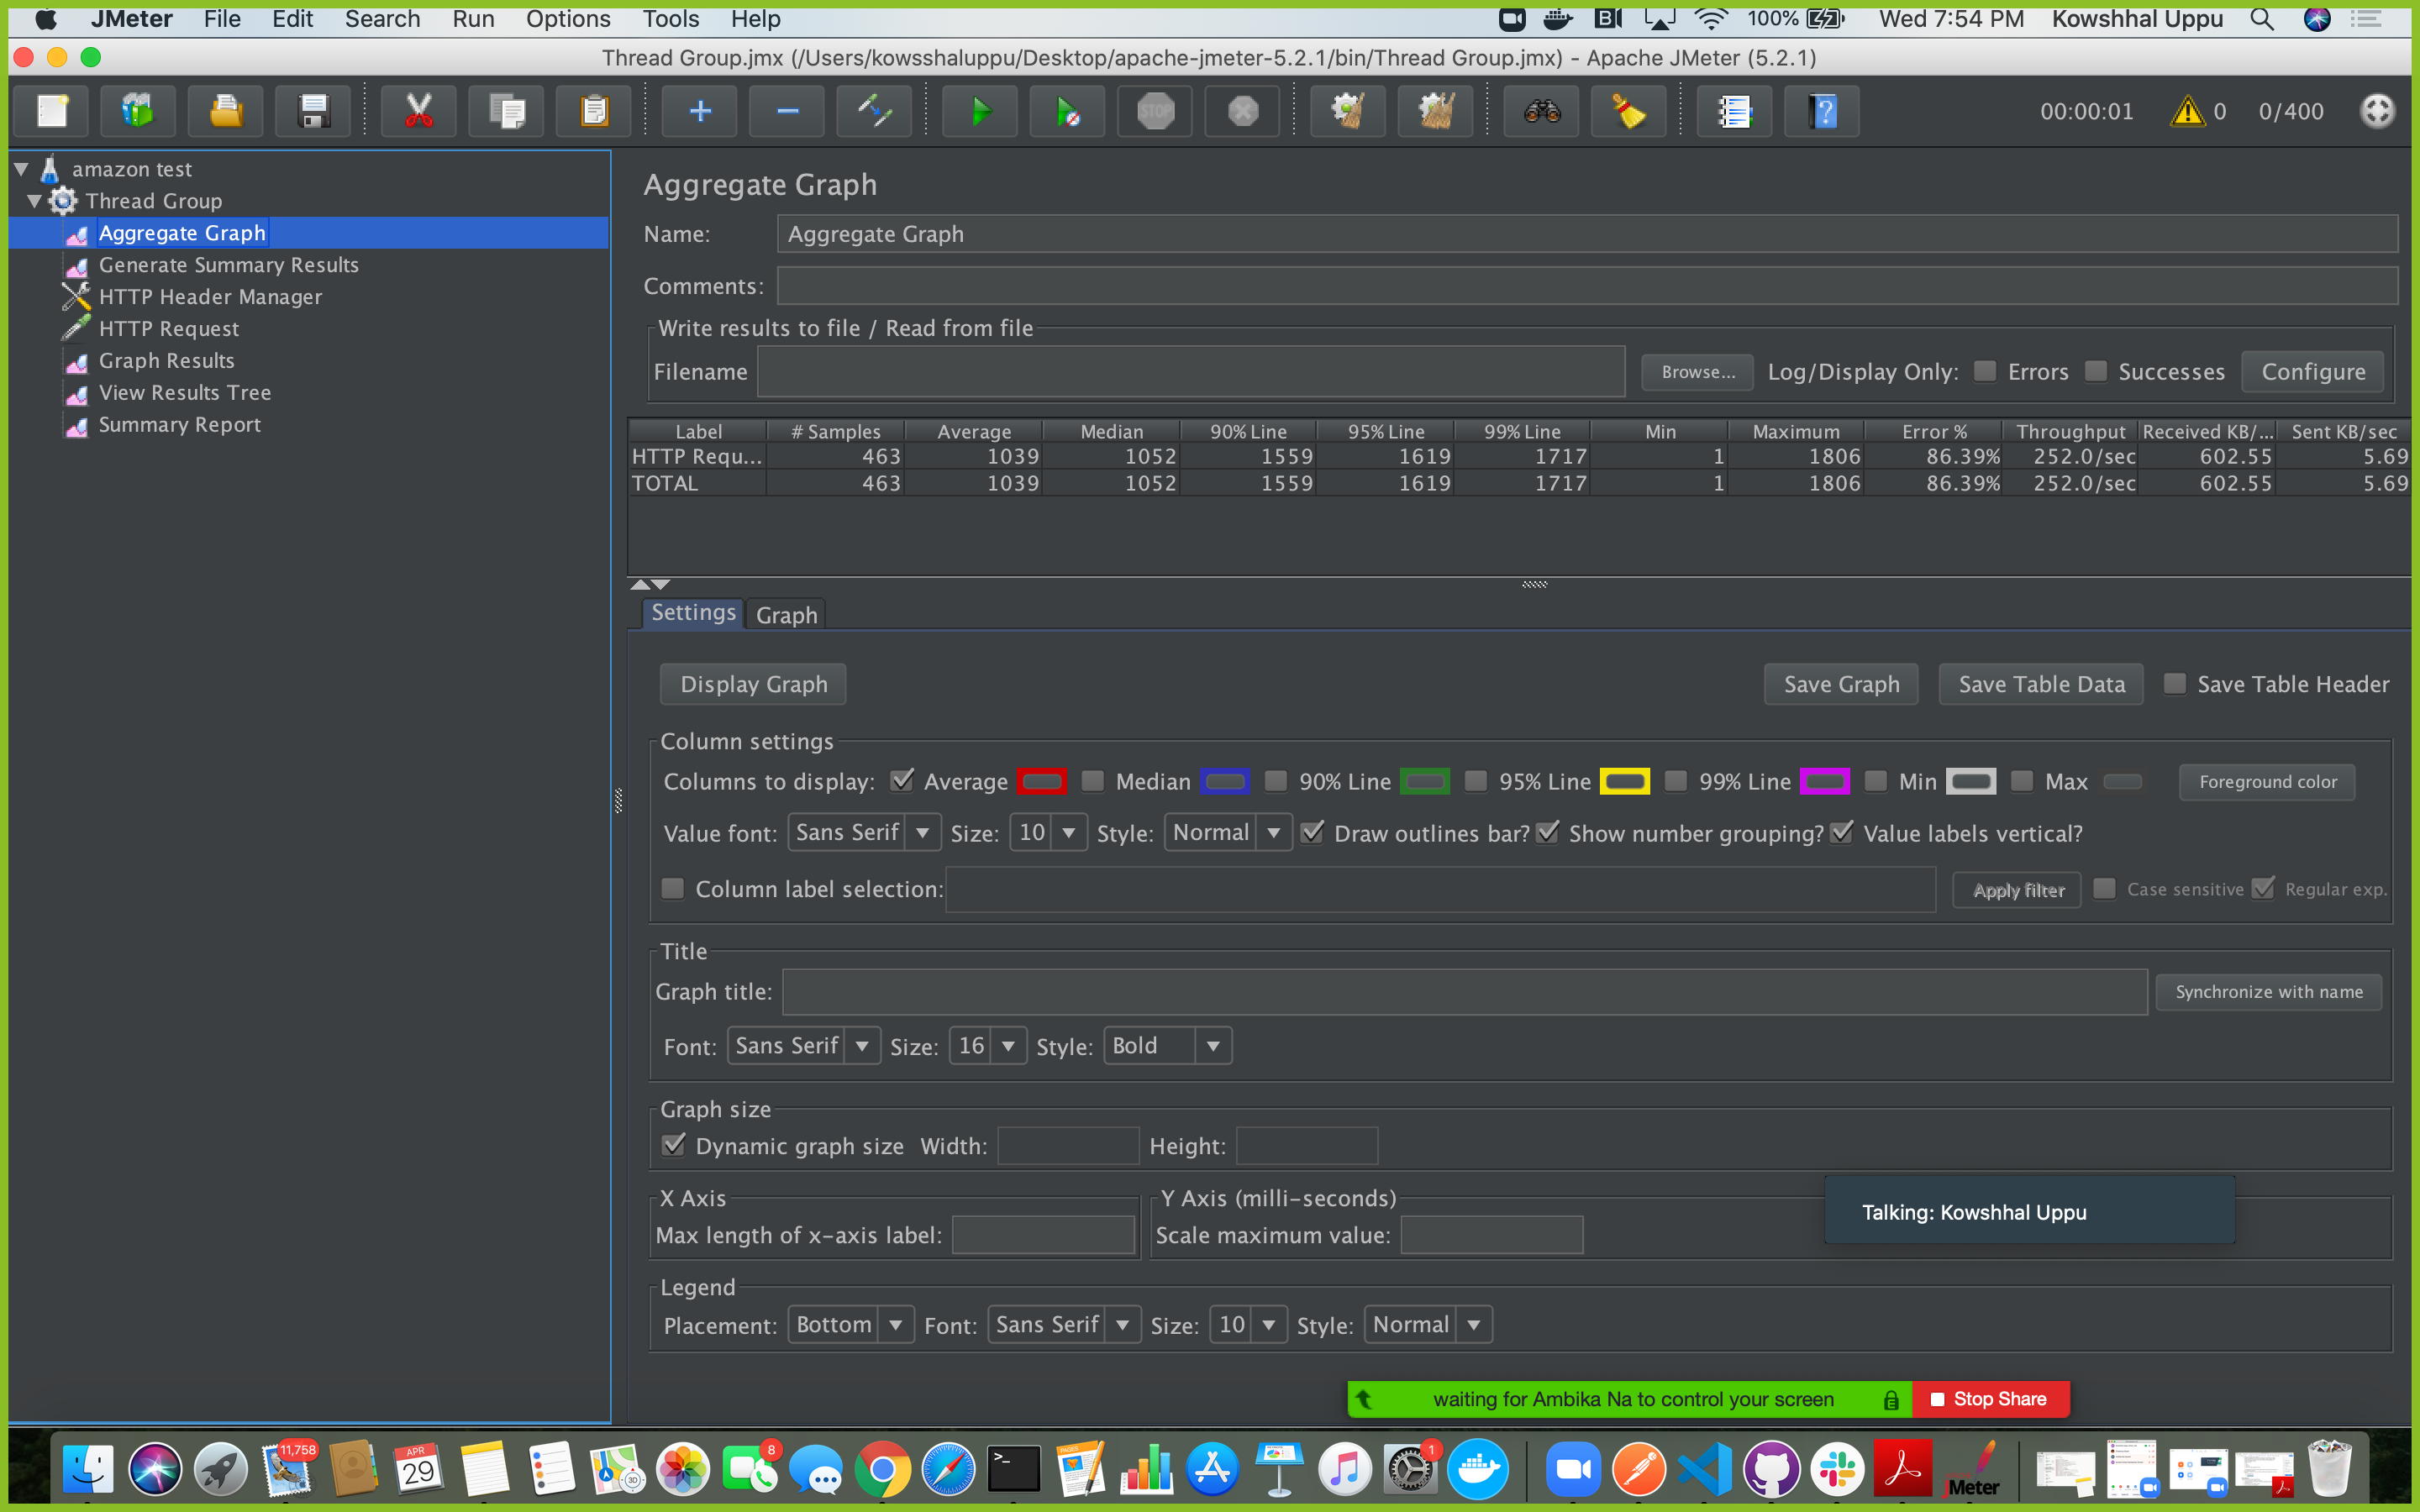 JMeter File Edit Search Run Options Tools Help 100% Wed 7:54 PM Kowshhal Uppu
Thread Group.jmx (/Users/kowsshaluppu/Desktop/apache-jmeter-5.2.1/bin/Thread Group.jmx) - Apache JMeter (5.2.1)
STOP 00:00:01 0 0/400
amazon test
Thread Group
Aggregate Graph
Generate Summary Results
HTTP Header Manager
HTTP Request
Graph Results
View Results Tree
Summary Report
Aggregate Graph
Name: Aggregate Graph
Comments:
Write results to file / Read from file
Filename Browse... Log/Display Only: Errors Successes Configure
Label # Samples Average Median 90% Line 95% Line 99% Line Min Maximum Error % Throughput Received KB/... Sent KB/sec
HTTP Requ... 463 1039 1052 1559 1619 1717 1 1806 86.39% 252.0/sec 602.55 5.69
TOTAL 463 1039 1052 1559 1619 1717 1 1806 86.39% 252.0/sec 602.55 5.69
Settings Graph
Display Graph Save Graph Save Table Data Save Table Header
Column settings
Columns to display: Average Median 90% Line 95% Line 99% Line Min Max Foreground color
Value font: Sans Serif Size: 10 Style: Normal Draw outlines bar? Show number grouping? Value labels vertical?
Column label selection: Apply filter Case sensitive Regular exp.
Title
Graph title: Synchronize with name
Font: Sans Serif Size: 16 Style: Bold
Graph size
Dynamic graph size Width: Height:
X Axis Y Axis (milli-seconds)
Max length of x-axis label: Scale maximum value:
Talking: Kowshhal Uppu
Legend
Placement: Bottom Font: Sans Serif Size: 10 Style: Normal
waiting for Ambika Na to control your screen Stop Share
11,758 APR 29 3D 8 PAGES 1 JMeter